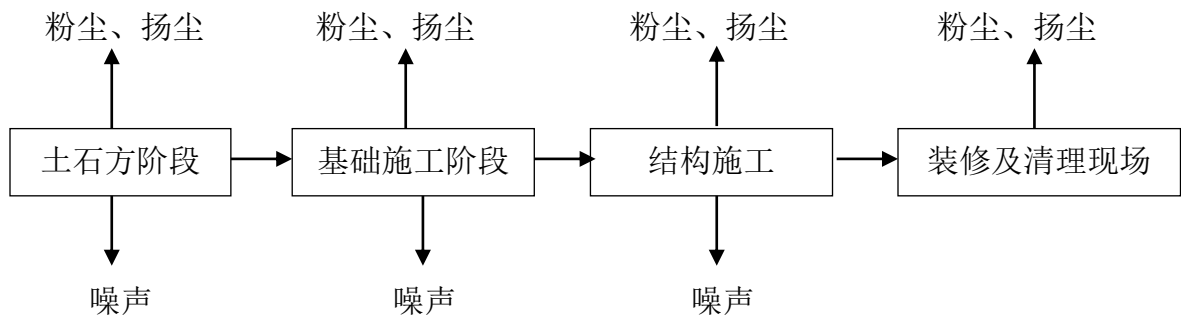 粉尘、扬尘 粉尘、扬尘 粉尘、扬尘 粉尘、扬尘
土石方阶段 基础施工阶段 结构施工 装修及清理现场
噪声 噪声 噪声